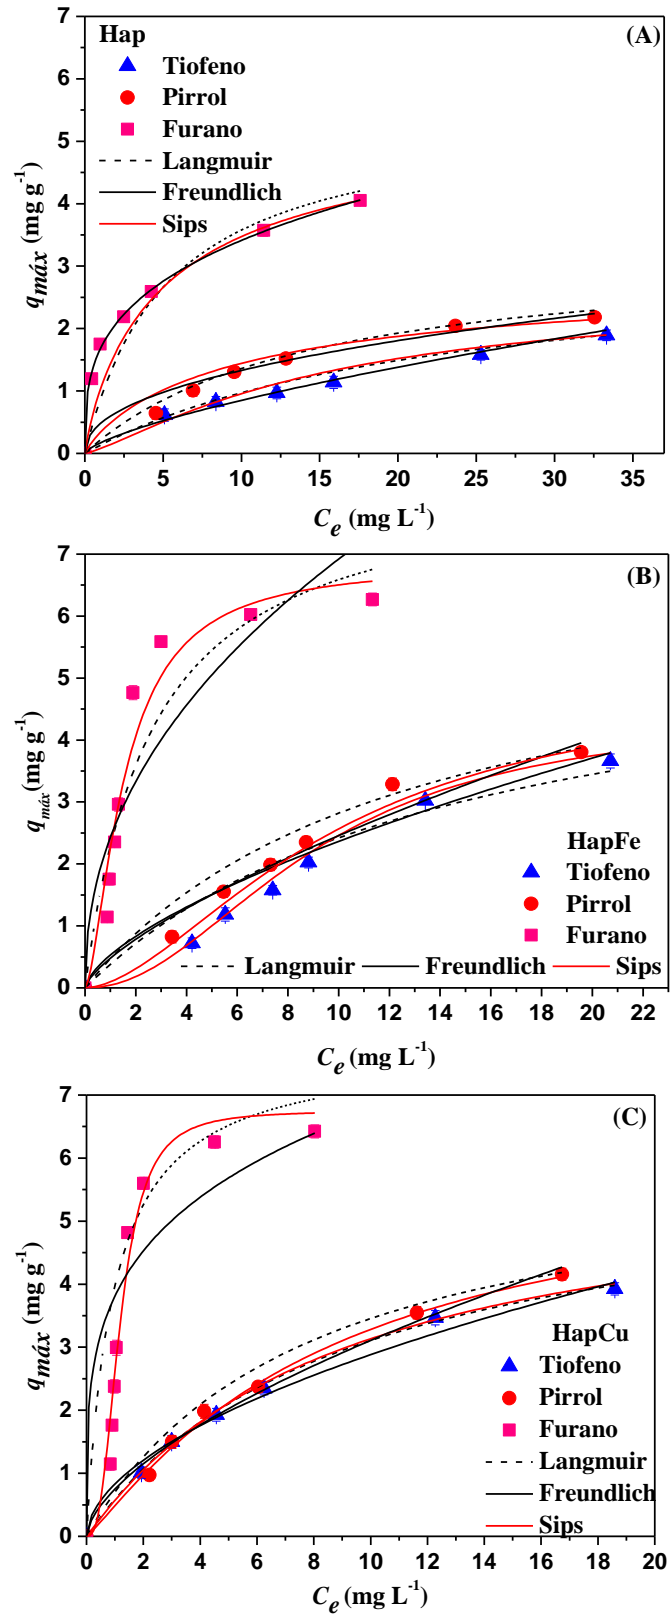 7
Hap
(A)
Tiofeno
6
Pirrol
Furano
5
Langmuir
Freundlich
4
Sips
3
2
1
0
q máx (mg g-1)
0 5 10 15 20 25 30 35
Ce (mg L-1)
7
(B)
6
5
4
3
HapFe
Tiofeno
2
Pirrol
1
Furano
Langmuir Freundlich Sips
0
q máx (mg g-1)
0 2 4 6 8 10 12 14 16 18 20 22
Ce (mg L-1)
7
(C)
6
5
4
HapCu
3
Tiofeno
Pirrol
2
Furano
Langmuir
1
Freundlich
Sips
0
q máx (mg g-1)
0 2 4 6 8 10 12 14 16 18 20
Ce (mg L-1)